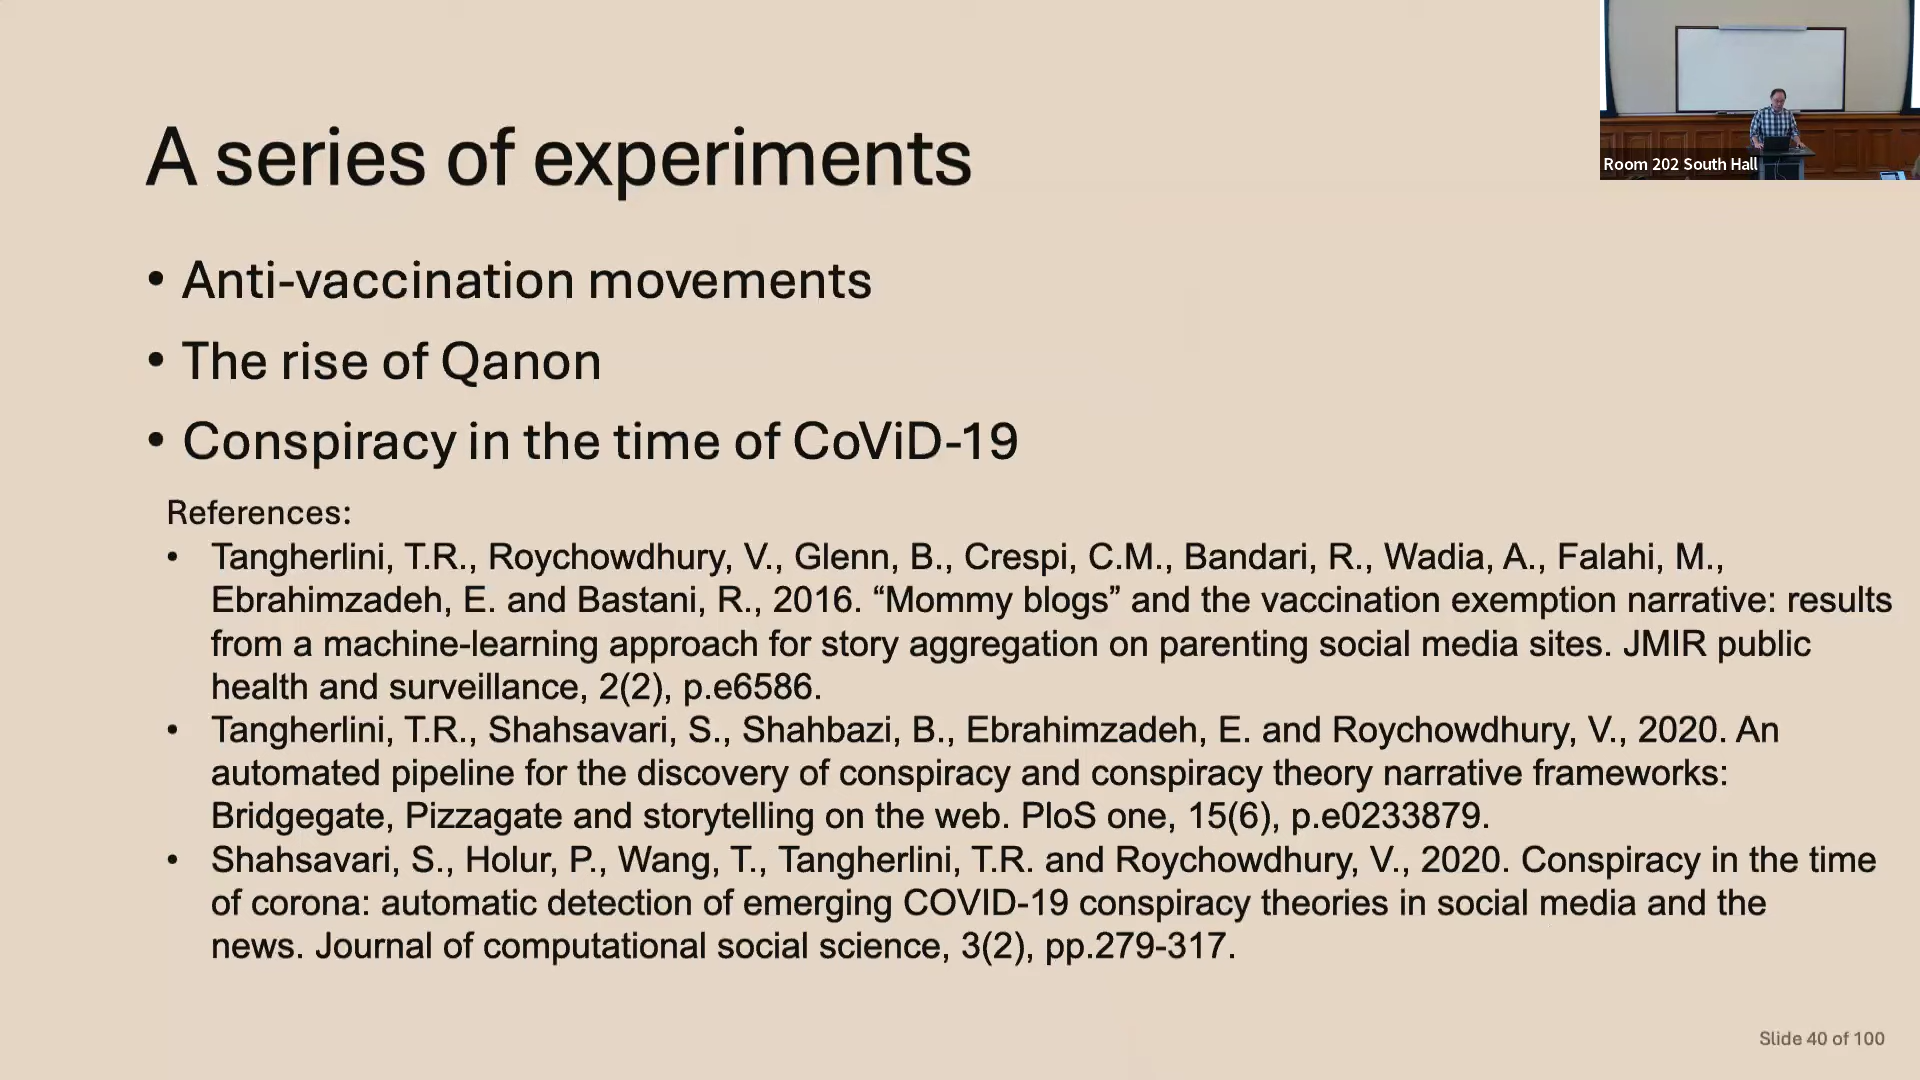 A series of experiments
• Anti-vaccination movements
• The rise of Qanon
• Conspiracy in the time of CoViD-19
References:
• Tangherlini, T.R., Roychowdhury, V., Glenn, B., Crespi, C.M., Bandari, R., Wadia, A., Falahi, M.,
Ebrahimzadeh, E. and Bastani, R., 2016. “Mommy blogs” and the vaccination exemption narrative: results
from a machine-learning approach for story aggregation on parenting social media sites. JMIR public
health and surveillance, 2(2), p.e6586.
• Tangherlini, T.R., Shahsavari, S., Shahbazi, B., Ebrahimzadeh, E. and Roychowdhury, V., 2020. An
automated pipeline for the discovery of conspiracy and conspiracy theory narrative frameworks:
Bridgegate, Pizzagate and storytelling on the web. PloS one, 15(6), p.e0233879.
• Shahsavari, S., Holur, P., Wang, T., Tangherlini, T.R. and Roychowdhury, V., 2020. Conspiracy in the time
of corona: automatic detection of emerging COVID-19 conspiracy theories in social media and the
news. Journal of computational social science, 3(2), pp.279-317.
Room 202 South Hall
Slide 40 of 100